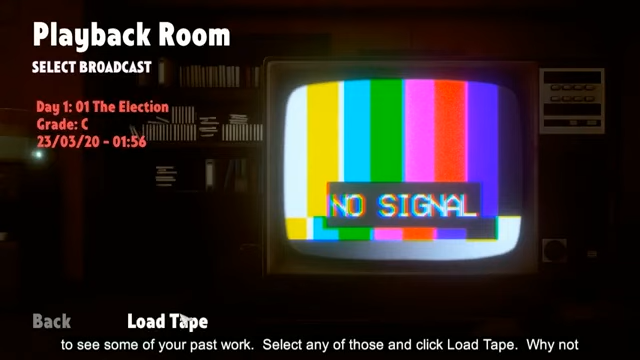 Playback Room
SELECT BROADCAST
Day 1: 01 The Election
Grade: C
23/03/20 - 01:56
NO SIGNAL
Back
Load Tape
to see some of your past work. Select any of those and click Load Tape. Why not